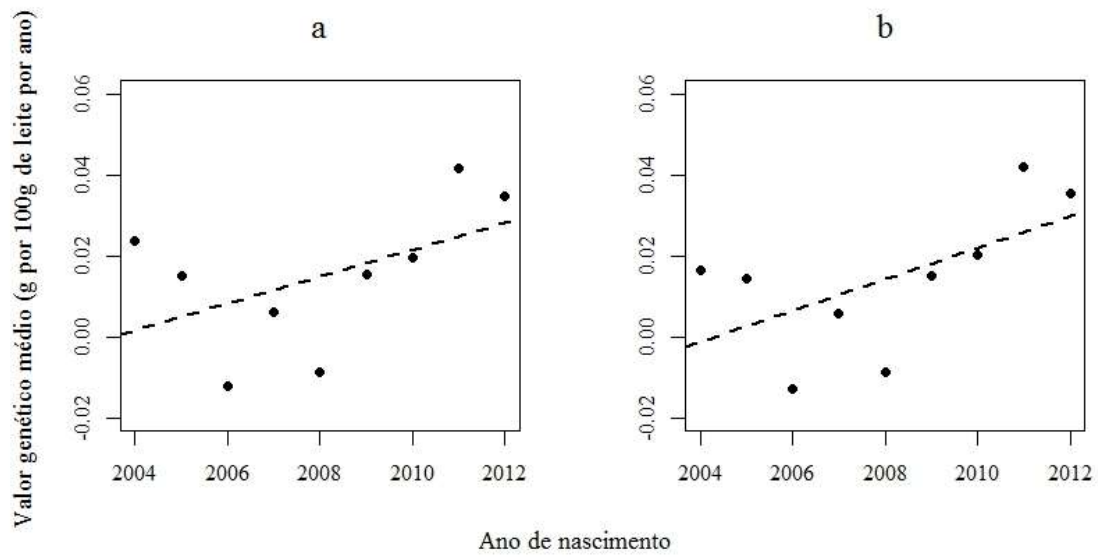 a
b
Valor genético médio (g por 100g de leite por ano)
0.06
0.04
0.02
0.00
-0.02
2004 2006 2008 2010 2012
0.06
0.04
0.02
0.00
-0.02
2004 2006 2008 2010 2012
Ano de nascimento